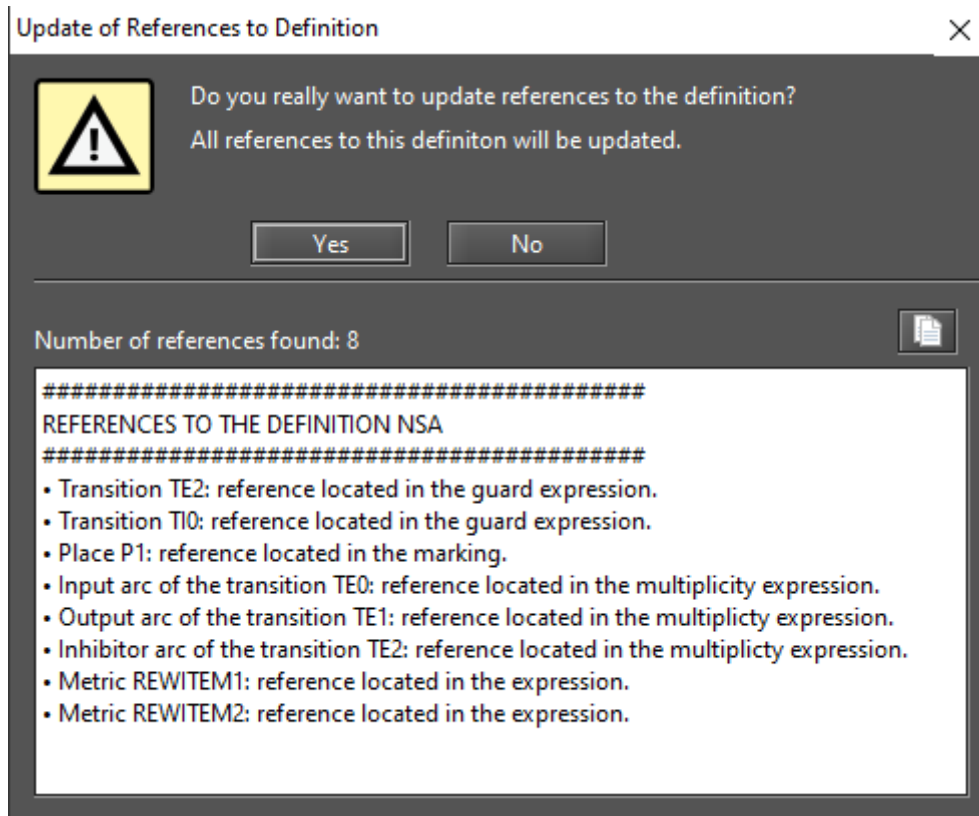 Update of References to Definition
Do you really want to update references to the definition?
All references to this definiton will be updated.
Yes
No
Number of references found: 8
###########################################
REFERENCES TO THE DEFINITION NSA
###########################################
• Transition TE2: reference located in the guard expression.
• Transition TI0: reference located in the guard expression.
• Place P1: reference located in the marking.
• Input arc of the transition TE0: reference located in the multiplicity expression.
• Output arc of the transition TE1: reference located in the multiplicty expression.
• Inhibitor arc of the transition TE2: reference located in the multiplicty expression.
• Metric REWITEM1: reference located in the expression.
• Metric REWITEM2: reference located in the expression.